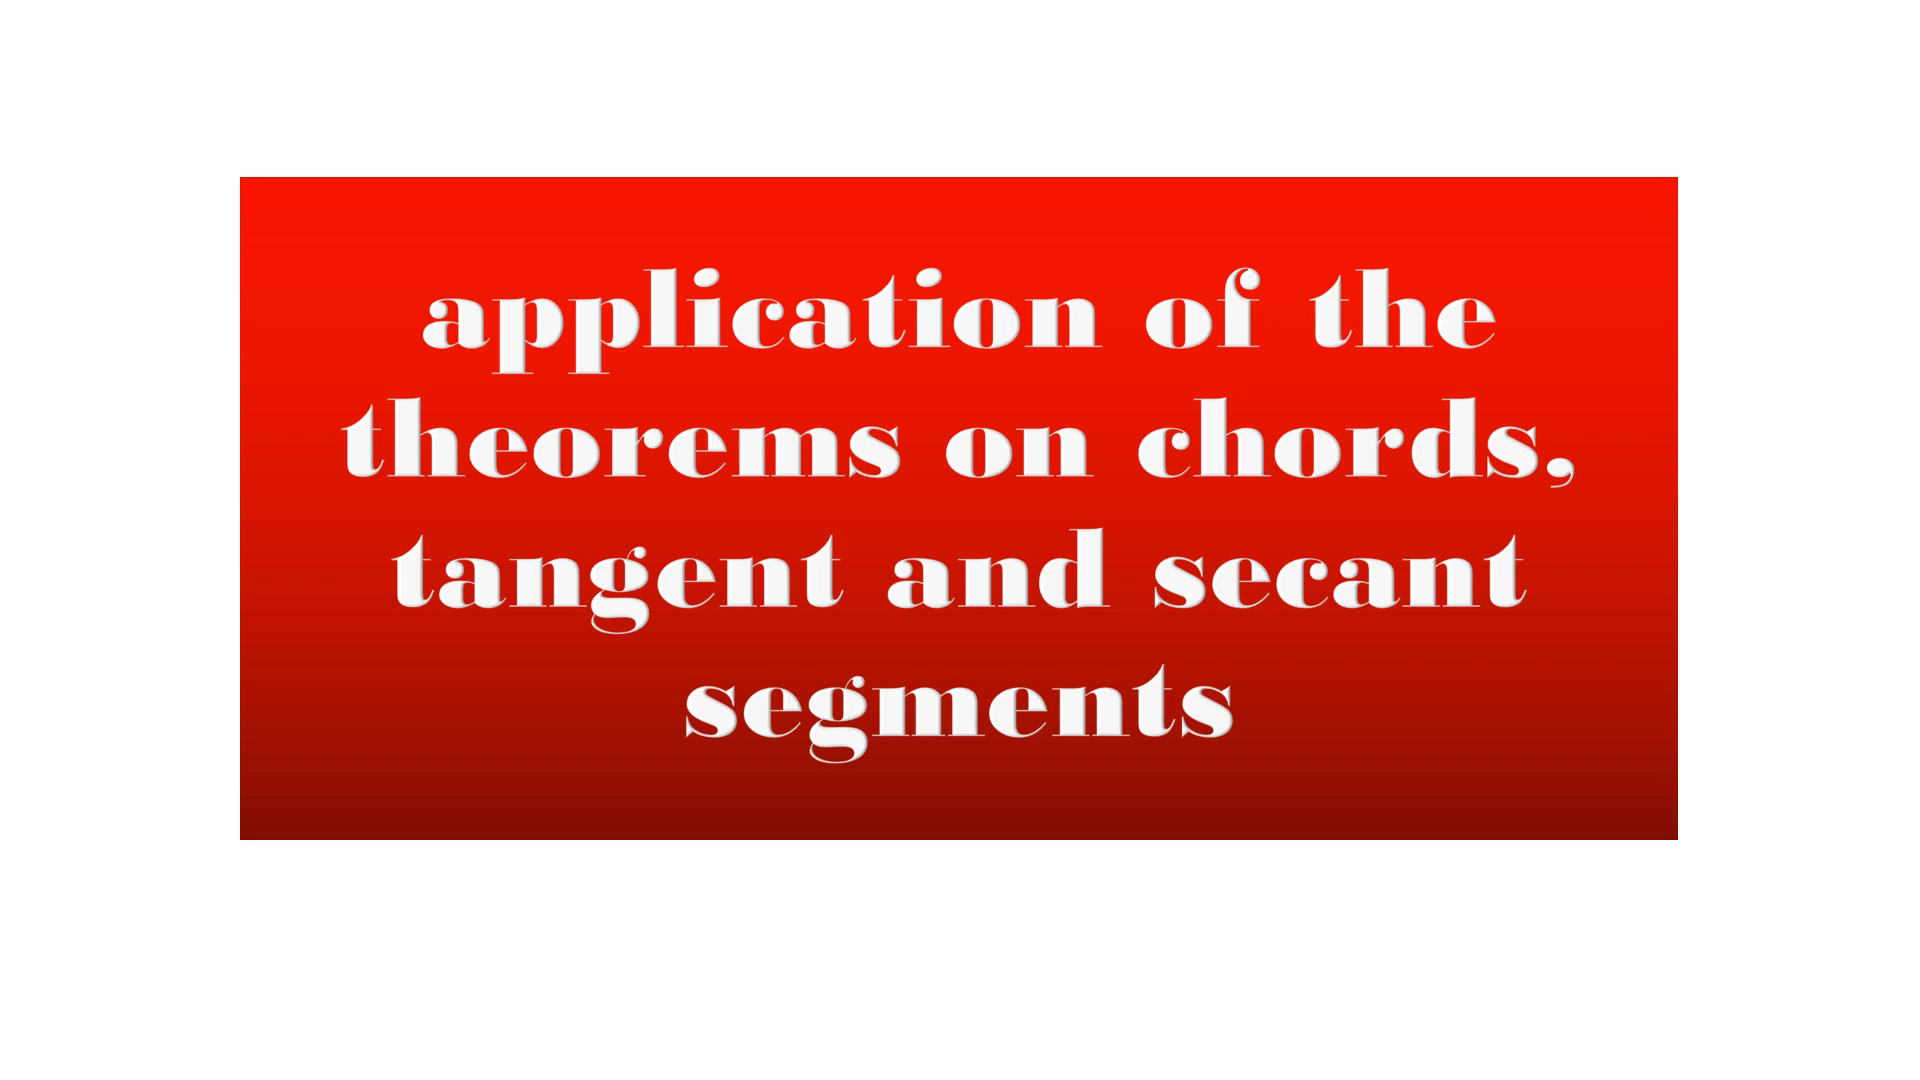 application of the
theorems on chords,
tangent and secant
segments